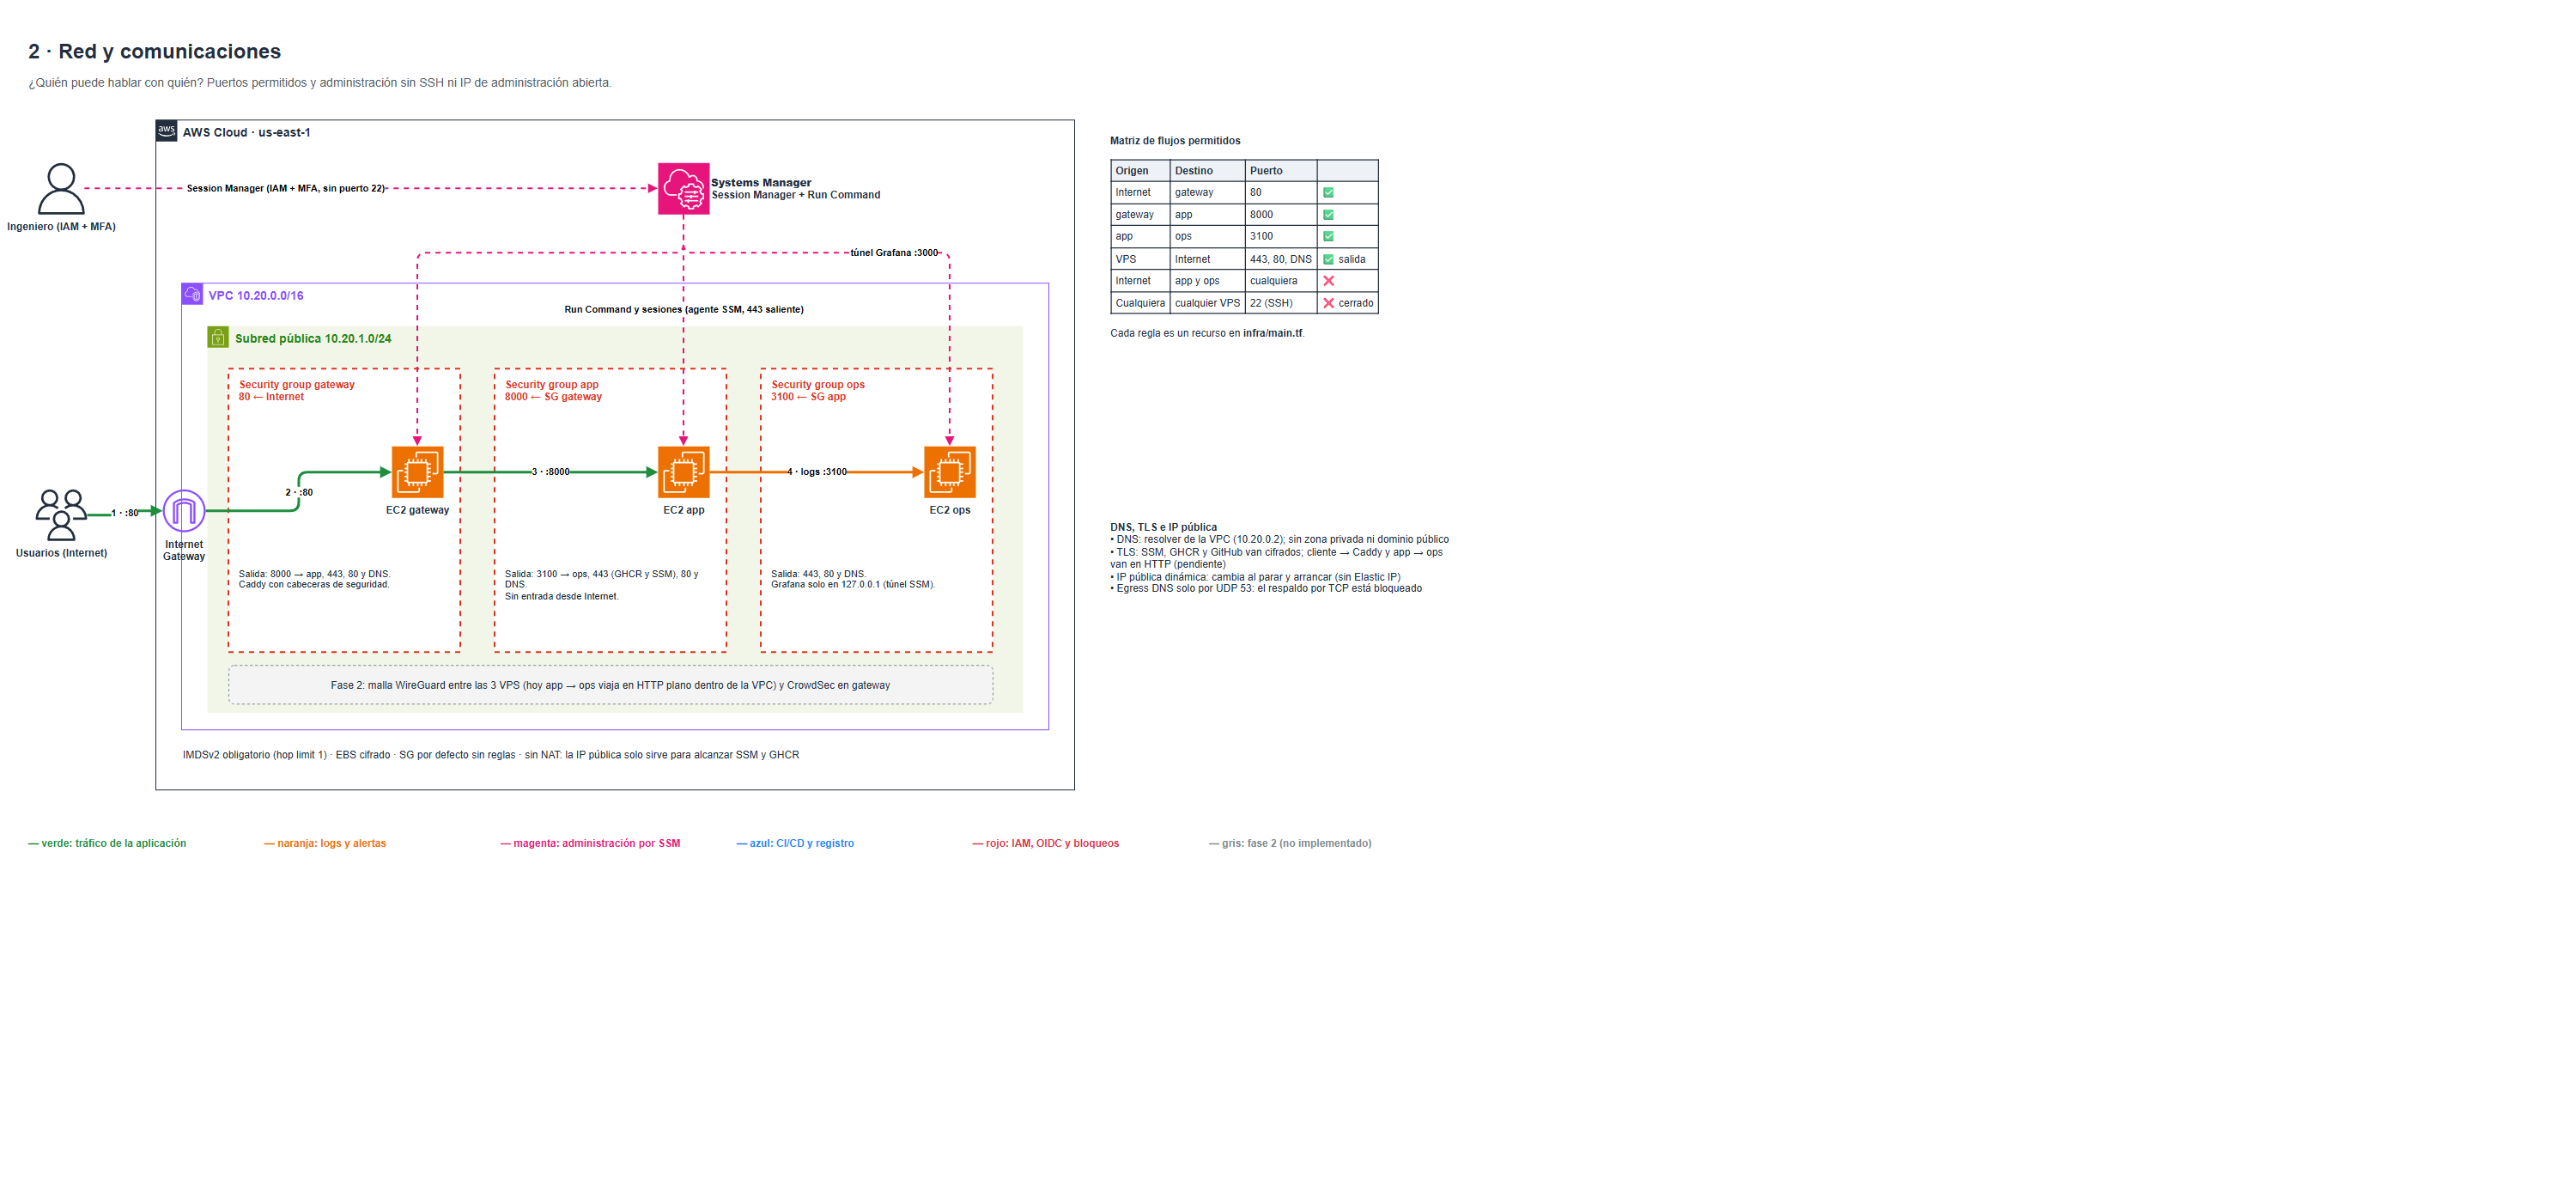 2 · Red y comunicaciones
¿Quién puede hablar con quién? Puertos permitidos y administración sin SSH ni IP de administración abierta.
aws
AWS Cloud · us-east-1
Ingeniero (IAM + MFA)
Session Manager (IAM + MFA, sin puerto 22)
Systems Manager
Session Manager + Run Command
túnel Grafana :3000
VPC 10.20.0.0/16
Run Command y sesiones (agente SSM, 443 saliente)
Subred pública 10.20.1.0/24
Security group gateway
80 ← Internet
Security group app
8000 ← SG gateway
Security group ops
3100 ← SG app
Usuarios (Internet)
1 · :80
Internet
Gateway
2 · :80
EC2 gateway
3 · :8000
EC2 app
4 · logs :3100
EC2 ops
Salida: 8000 → app, 443, 80 y DNS.
Caddy con cabeceras de seguridad.
Salida: 3100 → ops, 443 (GHCR y SSM), 80 y
DNS.
Sin entrada desde Internet.
Salida: 443, 80 y DNS.
Grafana solo en 127.0.0.1 (túnel SSM).
Fase 2: malla WireGuard entre las 3 VPS (hoy app → ops viaja en HTTP plano dentro de la VPC) y CrowdSec en gateway
IMDSv2 obligatorio (hop limit 1) · EBS cifrado · SG por defecto sin reglas · sin NAT: la IP pública solo sirve para alcanzar SSM y GHCR
Matriz de flujos permitidos
Origen Destino Puerto
Internet gateway 80 ✅
gateway app 8000 ✅
app ops 3100 ✅
VPS Internet 443, 80, DNS ✅ salida
Internet app y ops cualquiera ❌
Cualquiera cualquier VPS 22 (SSH) ❌ cerrado
Cada regla es un recurso en infra/main.tf.
DNS, TLS e IP pública
• DNS: resolver de la VPC (10.20.0.2); sin zona privada ni dominio público
• TLS: SSM, GHCR y GitHub van cifrados; cliente → Caddy y app → ops
van en HTTP (pendiente)
• IP pública dinámica: cambia al parar y arrancar (sin Elastic IP)
• Egress DNS solo por UDP 53: el respaldo por TCP está bloqueado
— verde: tráfico de la aplicación
— naranja: logs y alertas
— magenta: administración por SSM
— azul: CI/CD y registro
— rojo: IAM, OIDC y bloqueos
— gris: fase 2 (no implementado)